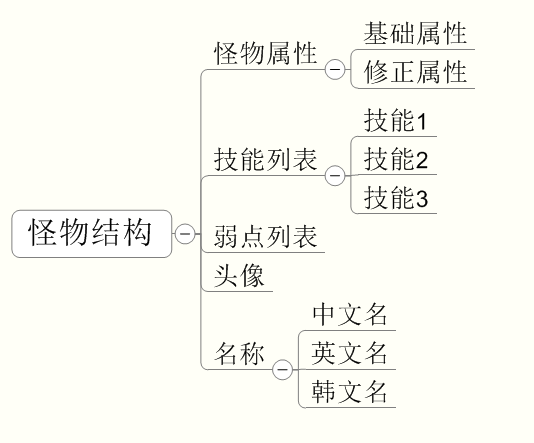 怪物结构
怪物属性
基础属性
修正属性
技能列表
技能1
技能2
技能3
弱点列表
头像
名称
中文名
英文名
韩文名